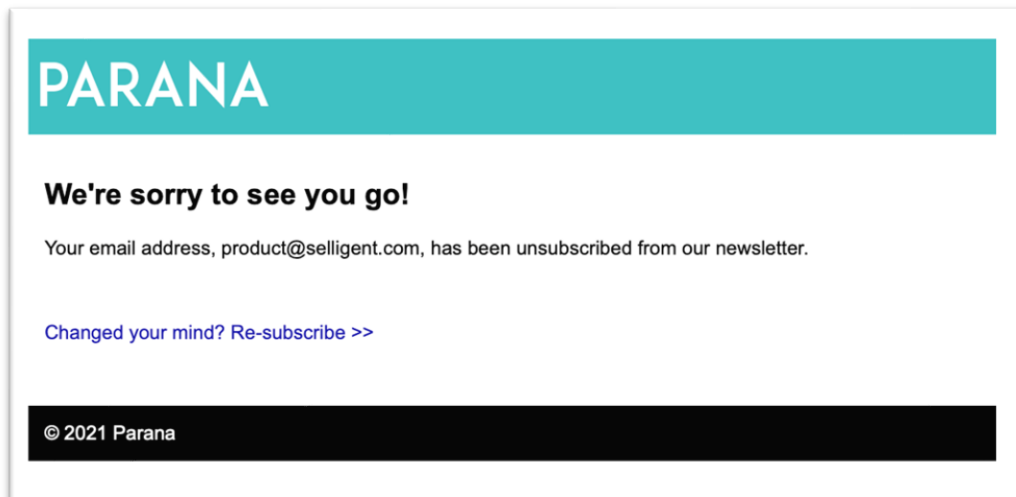 PARANA
We're sorry to see you go!
Your email address, product@selligent.com, has been unsubscribed from our newsletter.
Changed your mind? Re-subscribe >>
© 2021 Parana